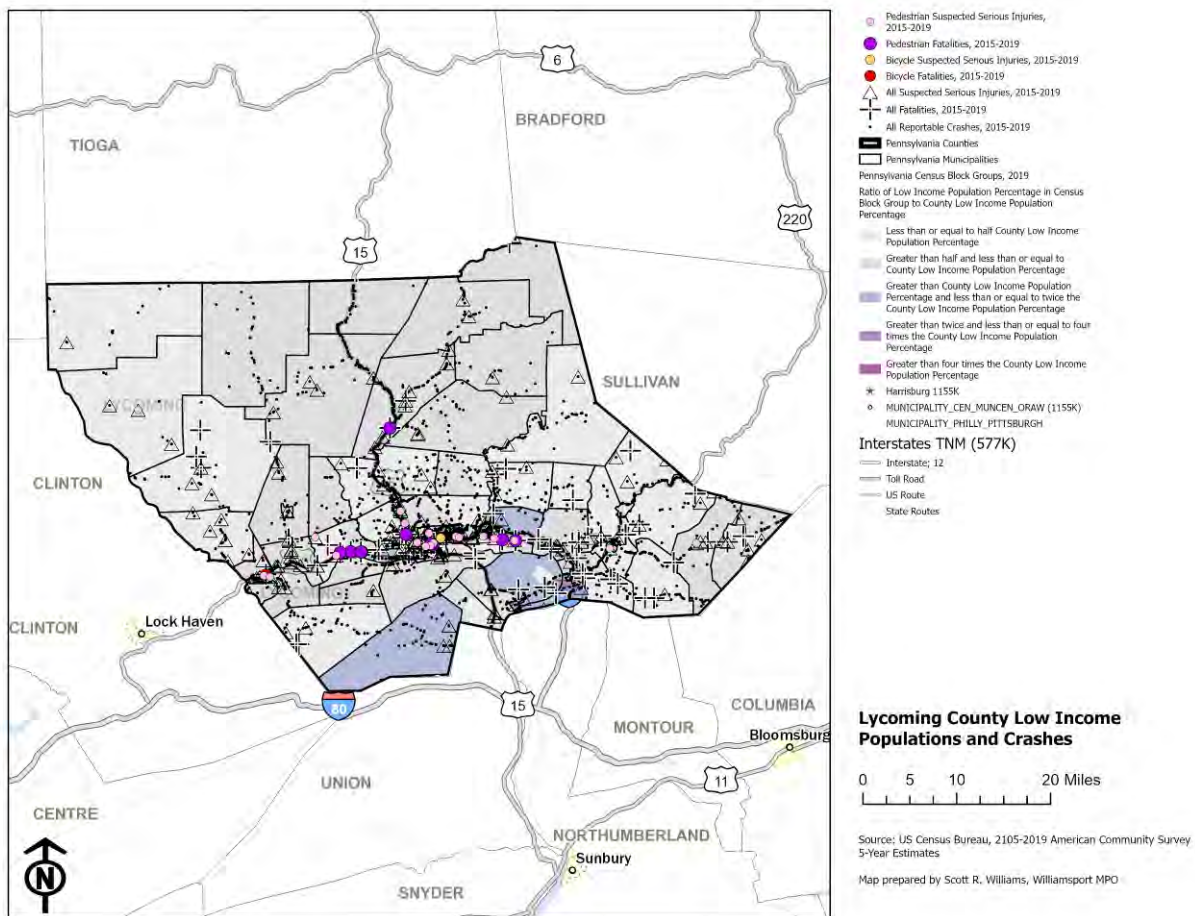 6
BRADFORD
TIOGA
220
15
SULLIVAN
LYCOMING
CLINTON
CLINTON
Lock Haven
80
15
COLUMBIA
MONTOUR
Bloomsburg
UNION
11
CENTRE
NORTHUMBERLAND
Sunbury
SNYDER
N
Pedestrian Suspected Serious Injuries,
2015-2019
Pedestrian Fatalities, 2015-2019
Bicycle Suspected Serious Injuries, 2015-2019
Bicycle Fatalities, 2015-2019
All Suspected Serious Injuries, 2015-2019
All Fatalities, 2015-2019
All Reportable Crashes, 2015-2019
Pennsylvania Counties
Pennsylvania Municipalities
Pennsylvania Census Block Groups, 2019
Ratio of Low Income Population Percentage in Census
Block Group to County Low Income Population
Percentage
Less than or equal to half County Low Income
Population Percentage
Greater than half and less than or equal to
County Low Income Population Percentage
Greater than County Low Income Population
Percentage and less than or equal to twice the
County Low Income Population Percentage
Greater than twice and less than or equal to four
times the County Low Income Population
Percentage
Greater than four times the County Low Income
Population Percentage
Harrisburg 1155K
MUNICIPALITY_CEN_MUNCEN_ORAW (1155K)
MUNICIPALITY_PHILLY_PITTSBURGH
Interstates TNM (577K)
Interstate; 12
Toll Road
US Route
State Routes
Lycoming County Low Income
Populations and Crashes
0 5 10 20 Miles
Source: US Census Bureau, 2105-2019 American Community Survey
5-Year Estimates
Map prepared by Scott R. Williams, Williamsport MPO